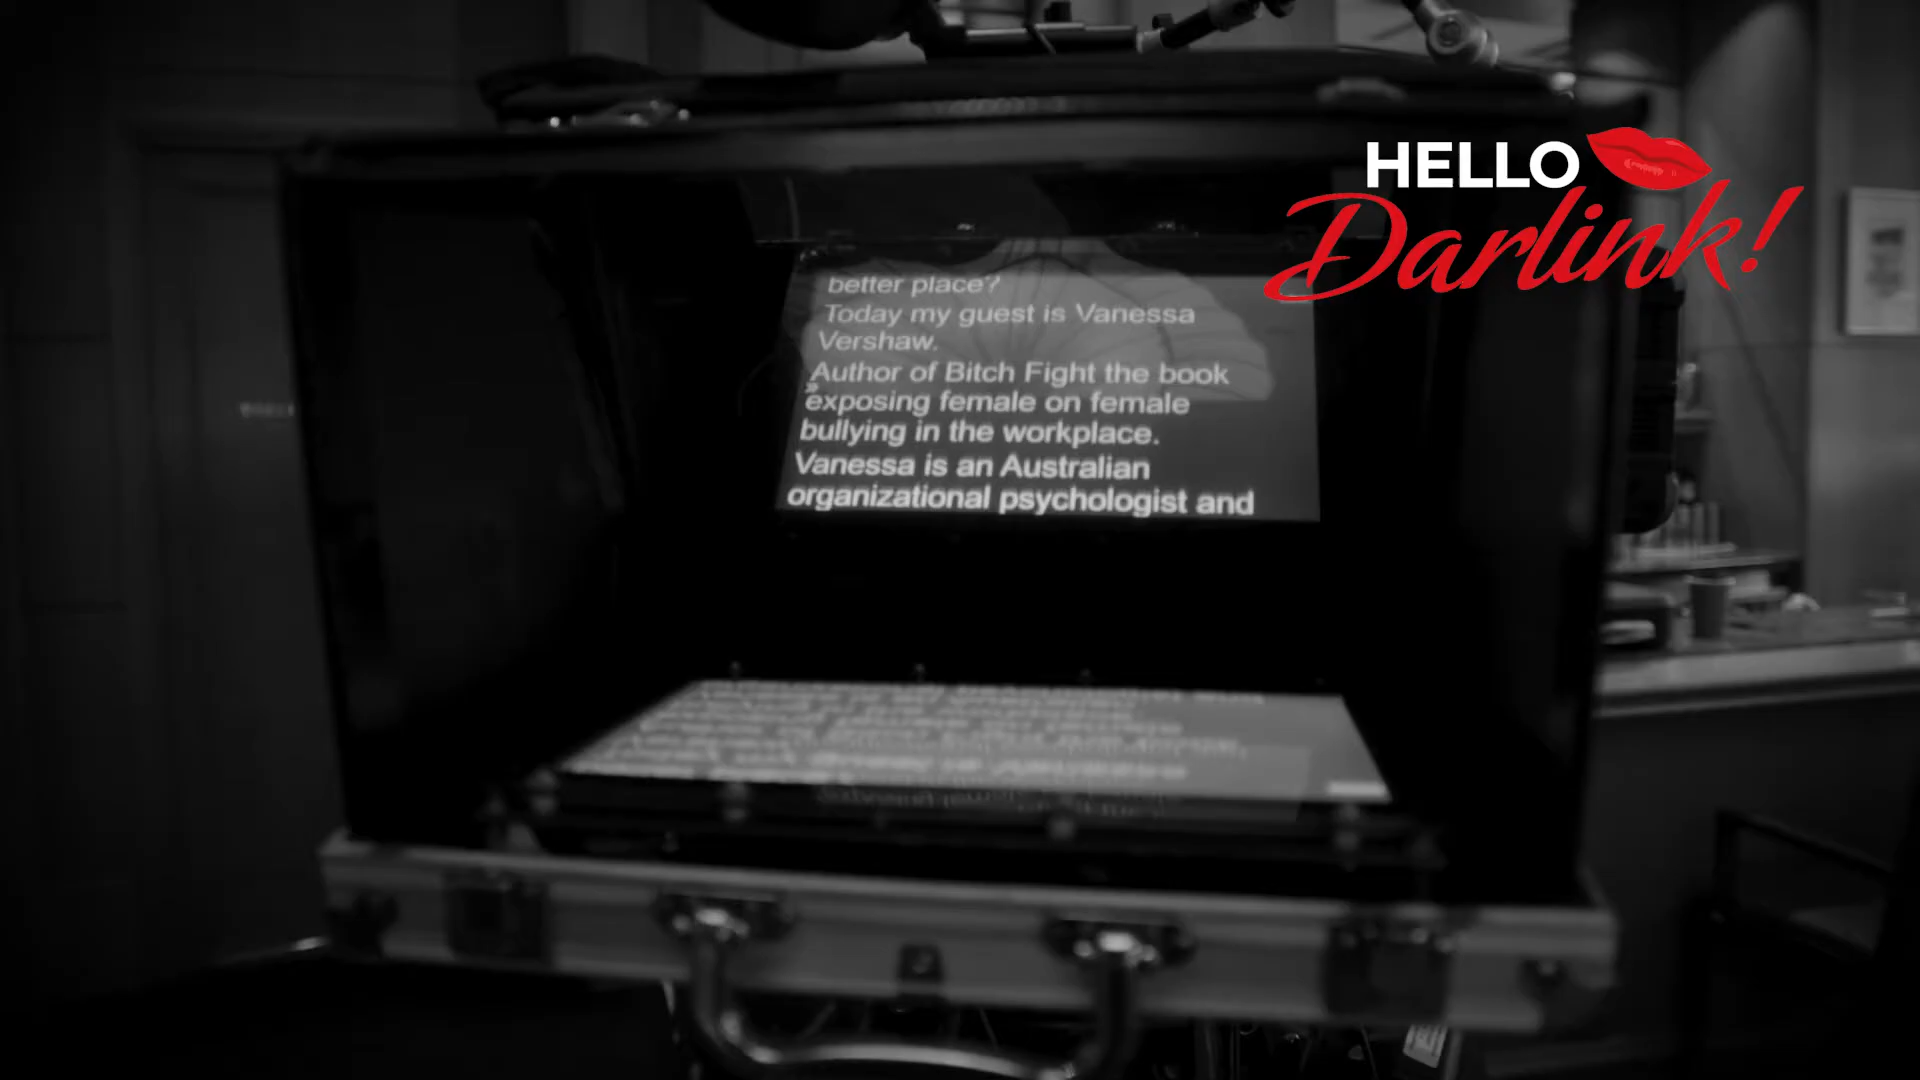 HELLO
Darlink!
better place?
Today my guest is Vanessa
Vershaw.
Author of Bitch Fight the book
exposing female on female
bullying in the workplace.
Vanessa is an Australian
organizational psychologist and